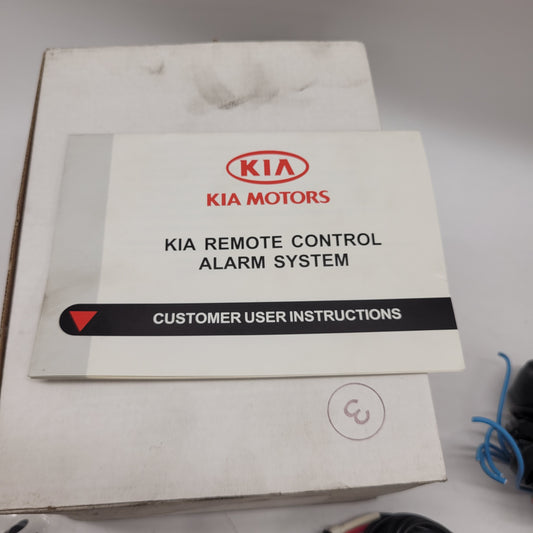 KIA
KIA MOTORS
KIA REMOTE CONTROL
ALARM SYSTEM
CUSTOMER USER INSTRUCTIONS
3